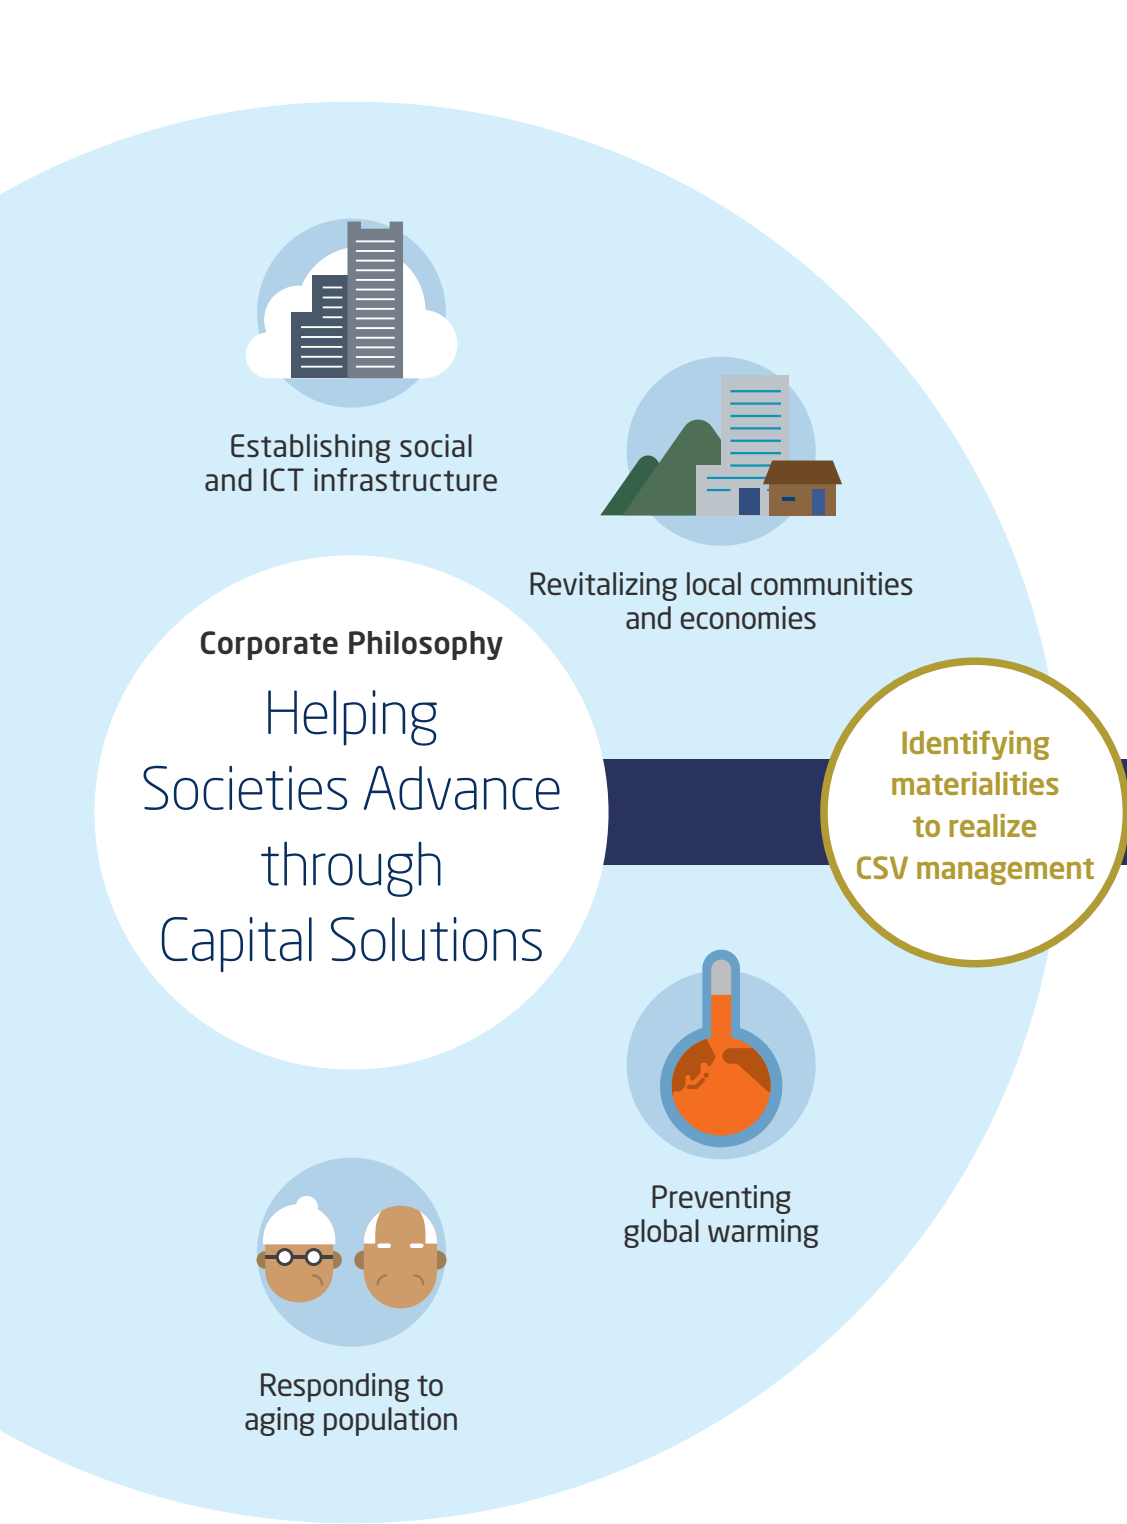 Establishing social
and ICT infrastructure
Revitalizing local communities
and economies
Corporate Philosophy
Helping
Societies Advance
through
Capital Solutions
Identifying
materialities
to realize
CSV management
Preventing
global warming
Responding to
aging population